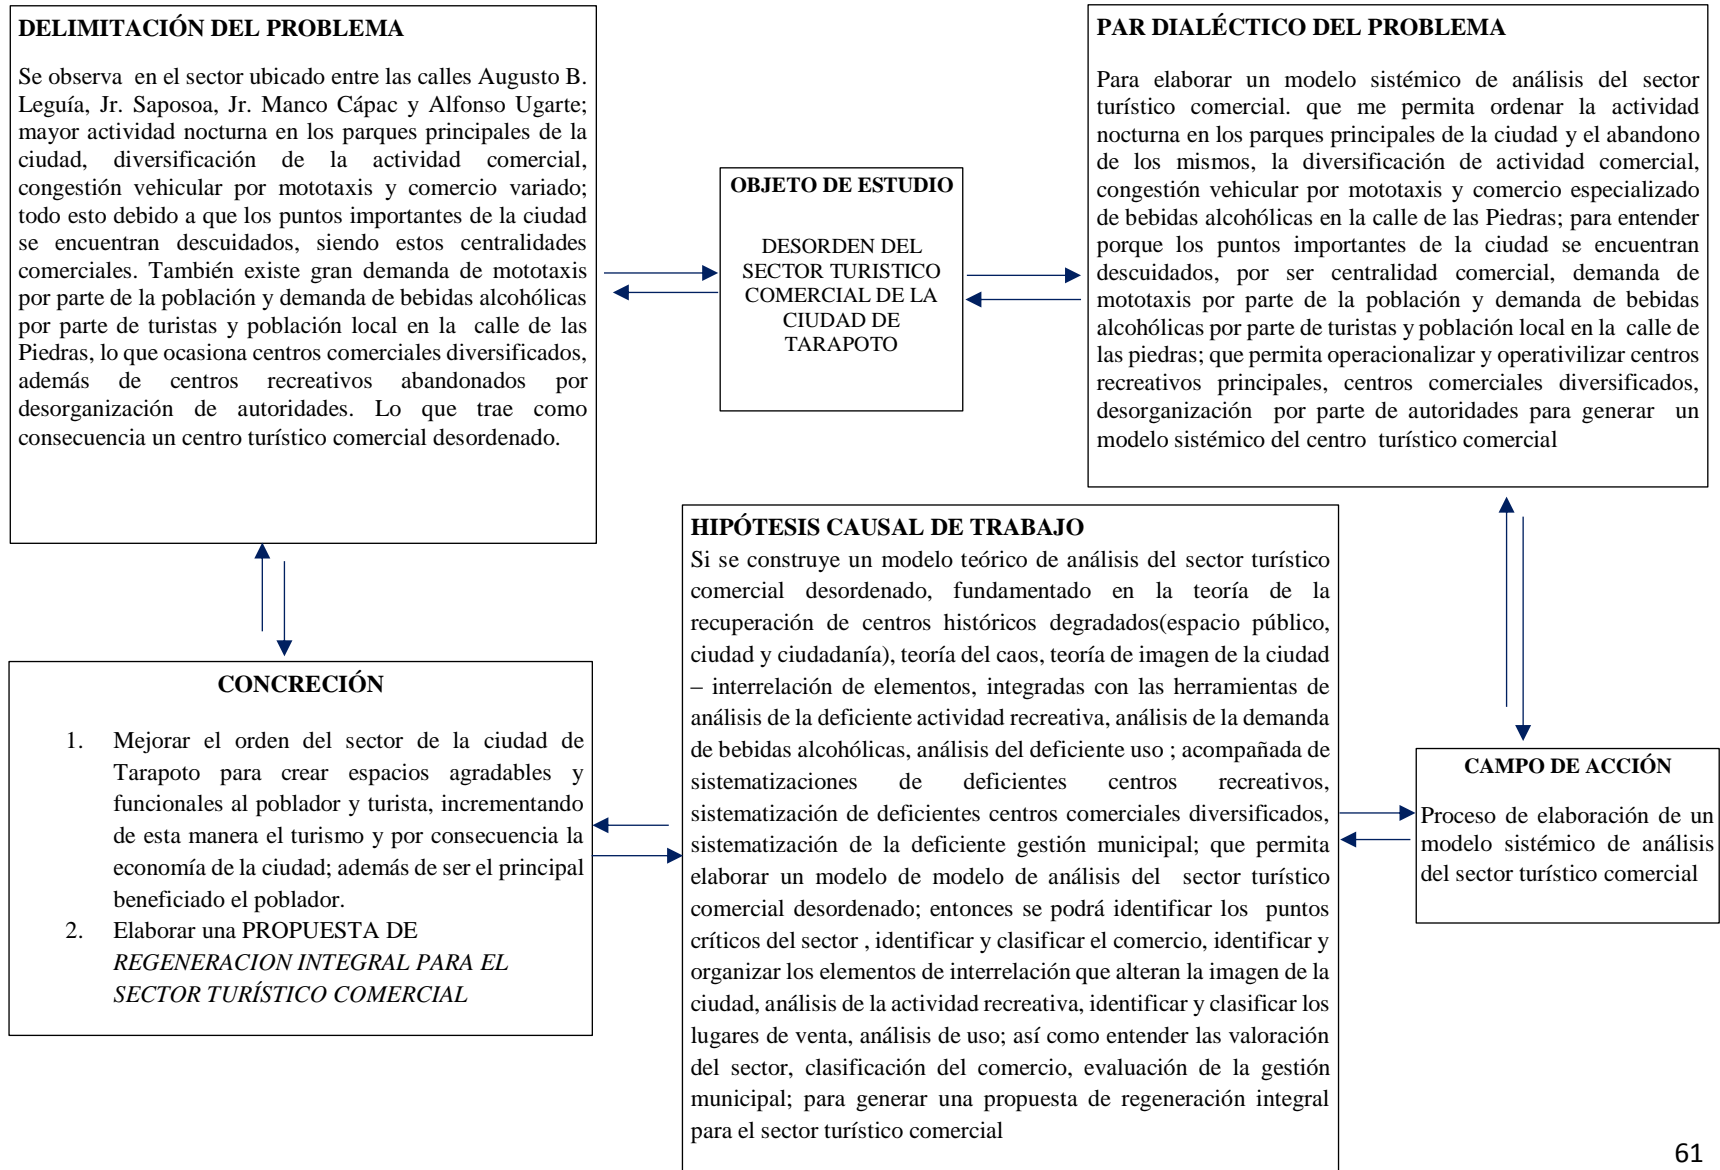 DELIMITACIÓN DEL PROBLEMA
Se observa en el sector ubicado entre las calles Augusto B.
Leguía, Jr. Saposoa, Jr. Manco Cápac y Alfonso Ugarte;
mayor actividad nocturna en los parques principales de la
ciudad, diversificación de la actividad comercial,
congestión vehicular por mototaxis y comercio variado;
todo esto debido a que los puntos importantes de la ciudad
se encuentran descuidados, siendo estos centralidades
comerciales. También existe gran demanda de mototaxis
por parte de la población y demanda de bebidas alcohólicas
por parte de turistas y población local en la calle de las
Piedras, lo que ocasiona centros comerciales diversificados,
además de centros recreativos abandonados por
desorganización de autoridades. Lo que trae como
consecuencia un centro turístico comercial desordenado.
OBJETO DE ESTUDIO
DESORDEN DEL
SECTOR TURISTICO
COMERCIAL DE LA
CIUDAD DE
TARAPOTO
PAR DIALÉCTICO DEL PROBLEMA
Para elaborar un modelo sistémico de análisis del sector
turístico comercial. que me permita ordenar la actividad
nocturna en los parques principales de la ciudad y el abandono
de los mismos, la diversificación de actividad comercial,
congestión vehicular por mototaxis y comercio especializado
de bebidas alcohólicas en la calle de las Piedras; para entender
porque los puntos importantes de la ciudad se encuentran
descuidados, por ser centralidad comercial, demanda de
mototaxis por parte de la población y demanda de bebidas
alcohólicas por parte de turistas y población local en la calle de
las piedras; que permita operacionalizar y operativilizar centros
recreativos principales, centros comerciales diversificados,
desorganización por parte de autoridades para generar un
modelo sistémico del centro turístico comercial
HIPÓTESIS CAUSAL DE TRABAJO
Si se construye un modelo teórico de análisis del sector turístico
comercial desordenado, fundamentado en la teoría de la
recuperación de centros históricos degradados(espacio público,
ciudad y ciudadanía), teoría del caos, teoría de imagen de la ciudad
– interrelación de elementos, integradas con las herramientas de
análisis de la deficiente actividad recreativa, análisis de la demanda
de bebidas alcohólicas, análisis del deficiente uso ; acompañada de
sistematizaciones de deficientes centros recreativos,
sistematización de deficientes centros comerciales diversificados,
sistematización de la deficiente gestión municipal; que permita
elaborar un modelo de modelo de análisis del sector turístico
comercial desordenado; entonces se podrá identificar los puntos
críticos del sector , identificar y clasificar el comercio, identificar y
organizar los elementos de interrelación que alteran la imagen de la
ciudad, análisis de la actividad recreativa, identificar y clasificar los
lugares de venta, análisis de uso; así como entender las valoración
del sector, clasificación del comercio, evaluación de la gestión
municipal; para generar una propuesta de regeneración integral
para el sector turístico comercial
CONCRECIÓN
1. Mejorar el orden del sector de la ciudad de
Tarapoto para crear espacios agradables y
funcionales al poblador y turista, incrementando
de esta manera el turismo y por consecuencia la
economía de la ciudad; además de ser el principal
beneficiado el poblador.
2. Elaborar una PROPUESTA DE
REGENERACION INTEGRAL PARA EL
SECTOR TURÍSTICO COMERCIAL
CAMPO DE ACCIÓN
Proceso de elaboración de un
modelo sistémico de análisis
del sector turístico comercial
61